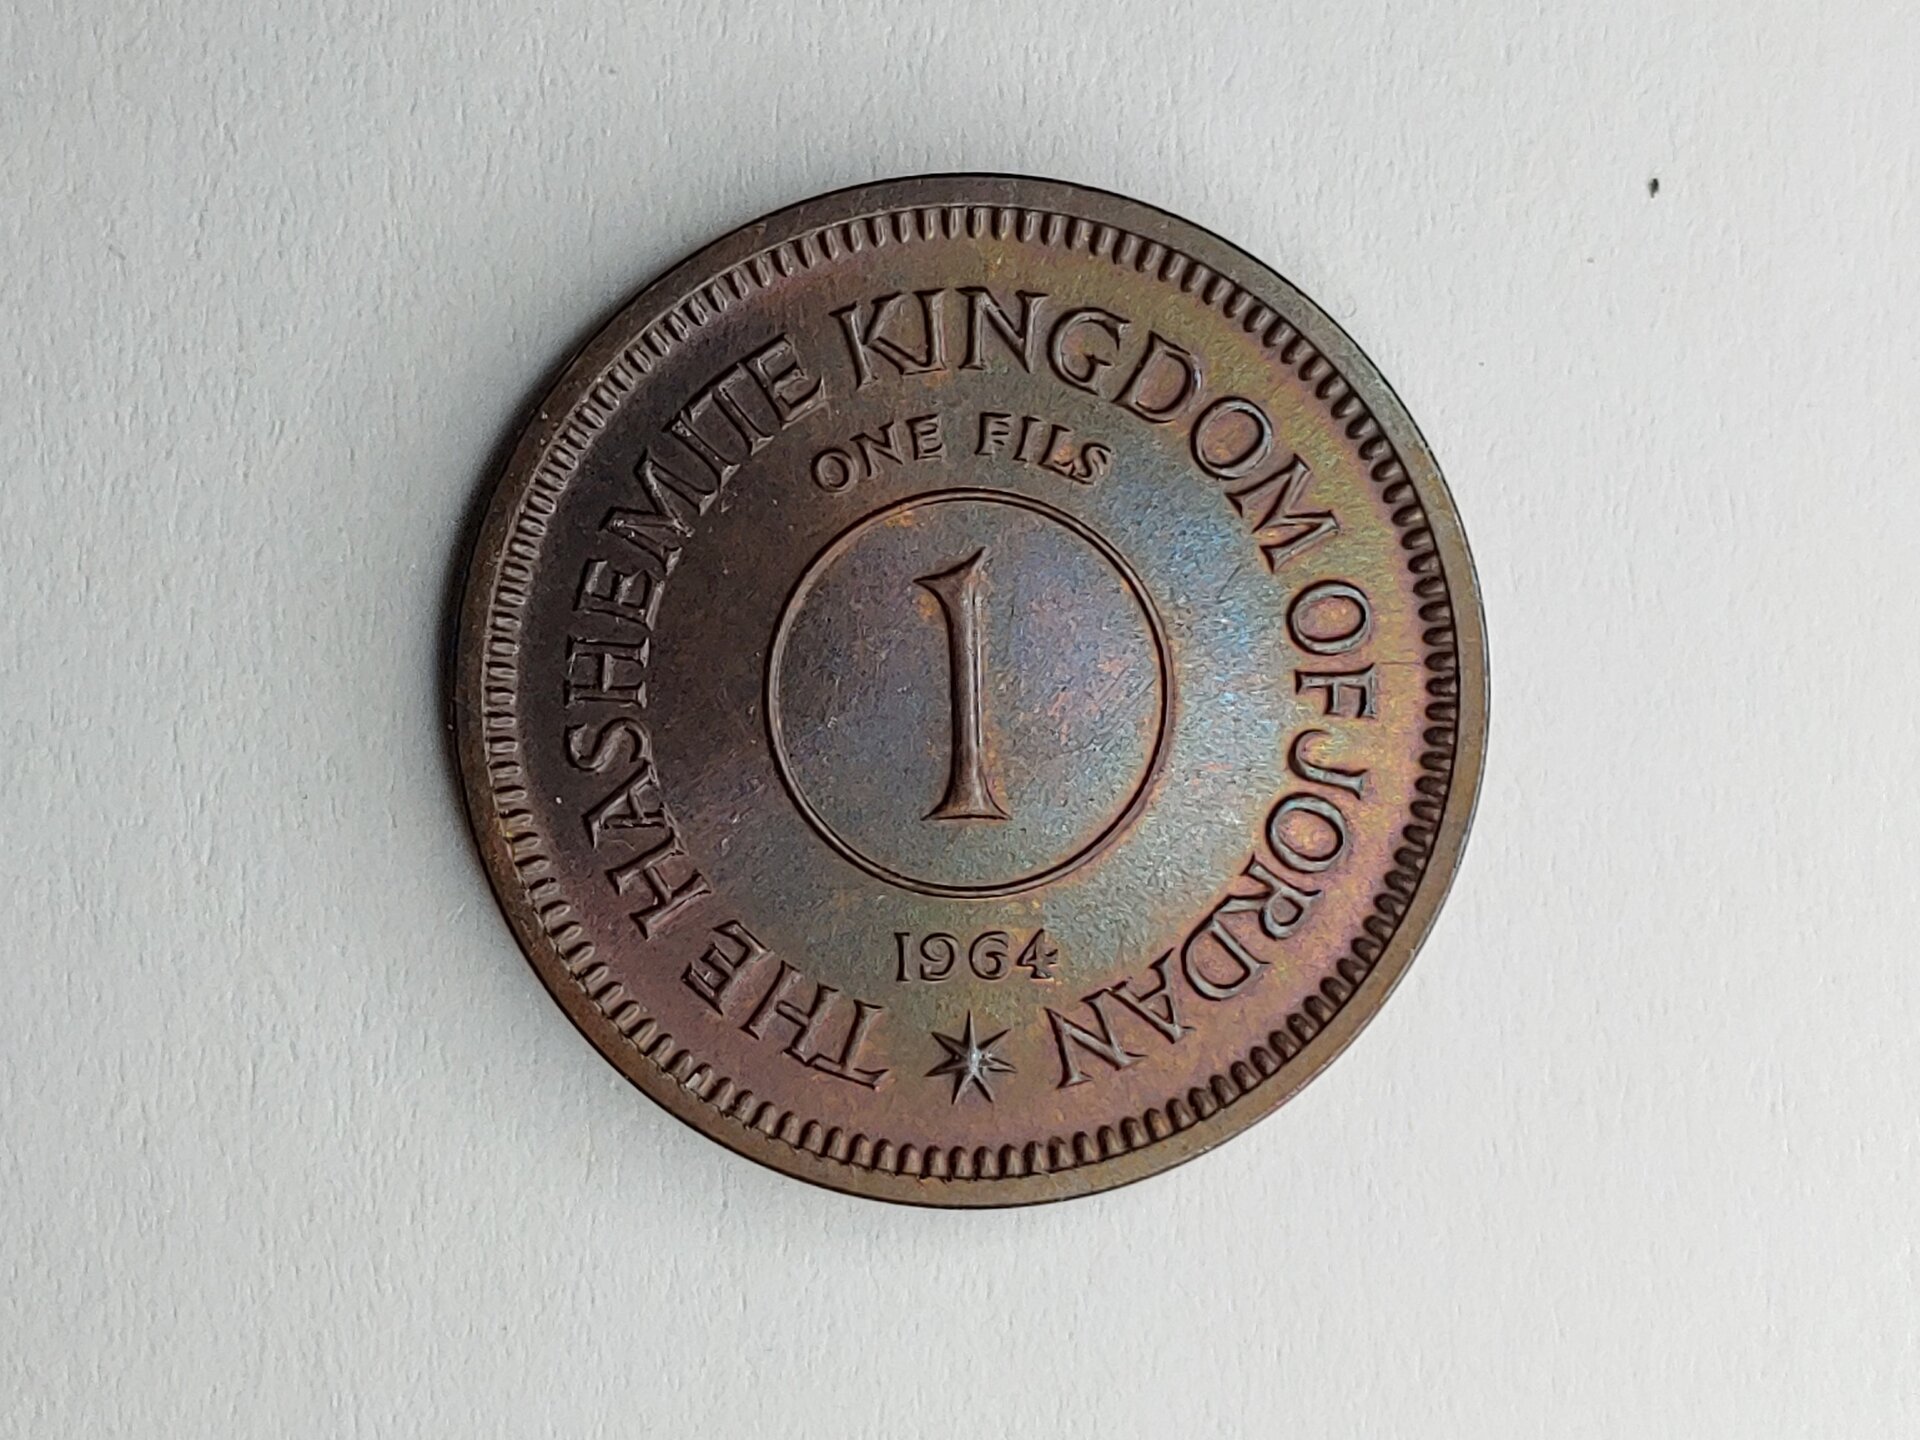 THE HASHEMITE KINGDOM OF JORDAN
ONE FILS
1
1964